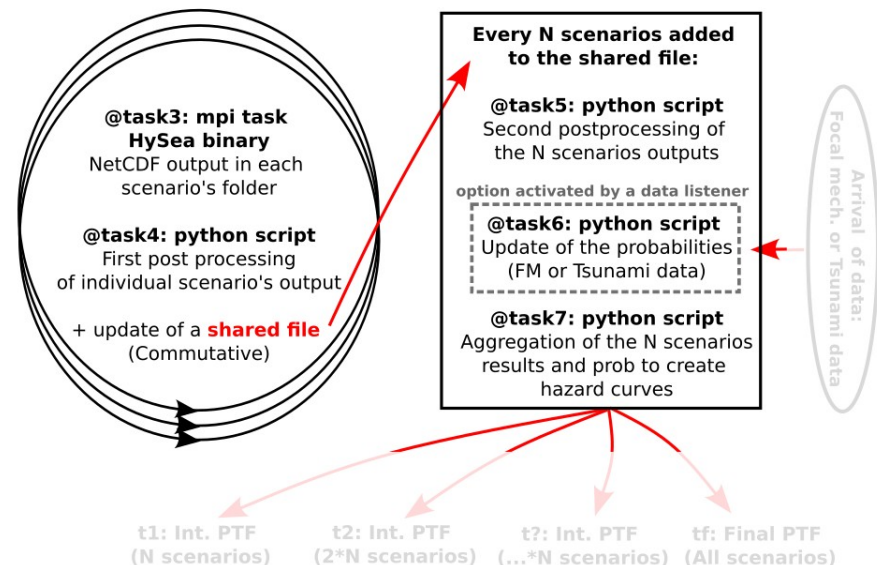 @task3: mpi task
HySea binary
NetCDF output in each
scenario's folder
@task4: python script
First post processing
of individual scenario's output
+ update of a shared file
(Commutative)
Every N scenarios added
to the shared file:
@task5: python script
Second postprocessing of
the N scenarios outputs
option activated by a data listener
@task6: python script
Update of the probabilities
(FM or Tsunami data)
@task7: python script
Aggregation of the N scenarios
results and prob to create
hazard curves
Arrival of data:
Focal mech. or Tsunami data
t1: Int. PTF
(N scenarios)
t2: Int. PTF
(2*N scenarios)
t?: Int. PTF
(...*N scenarios)
tf: Final PTF
(All scenarios)